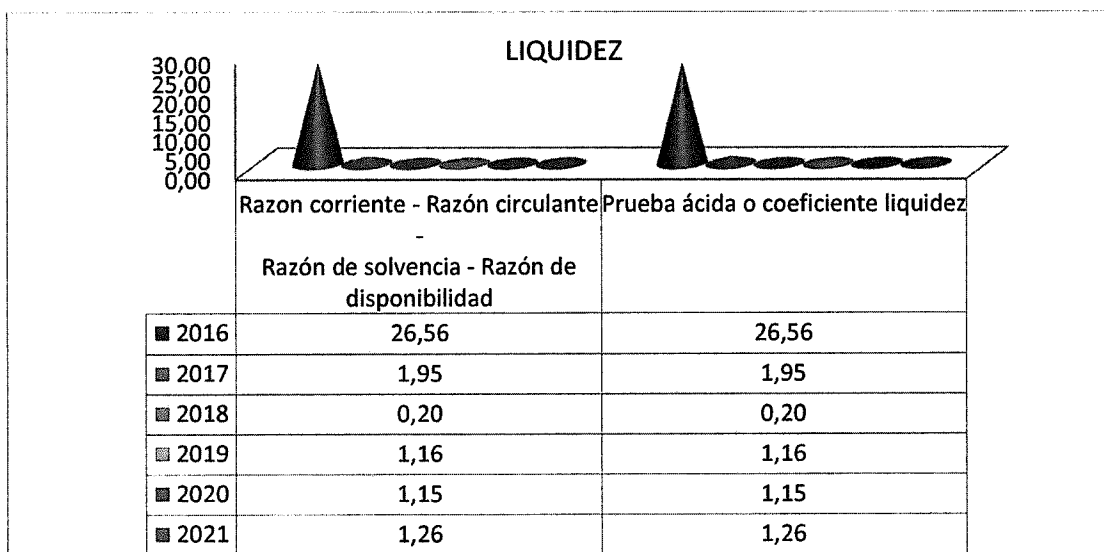 LIQUIDEZ
30,00
25,00
20,00
15,00
10,00
5,00
0,00
Razon corriente - Razón circulante
-
Razón de solvencia - Razón de
disponibilidad
Prueba ácida o coeficiente liquidez
2016 26,56 26,56
2017 1,95 1,95
2018 0,20 0,20
2019 1,16 1,16
2020 1,15 1,15
2021 1,26 1,26